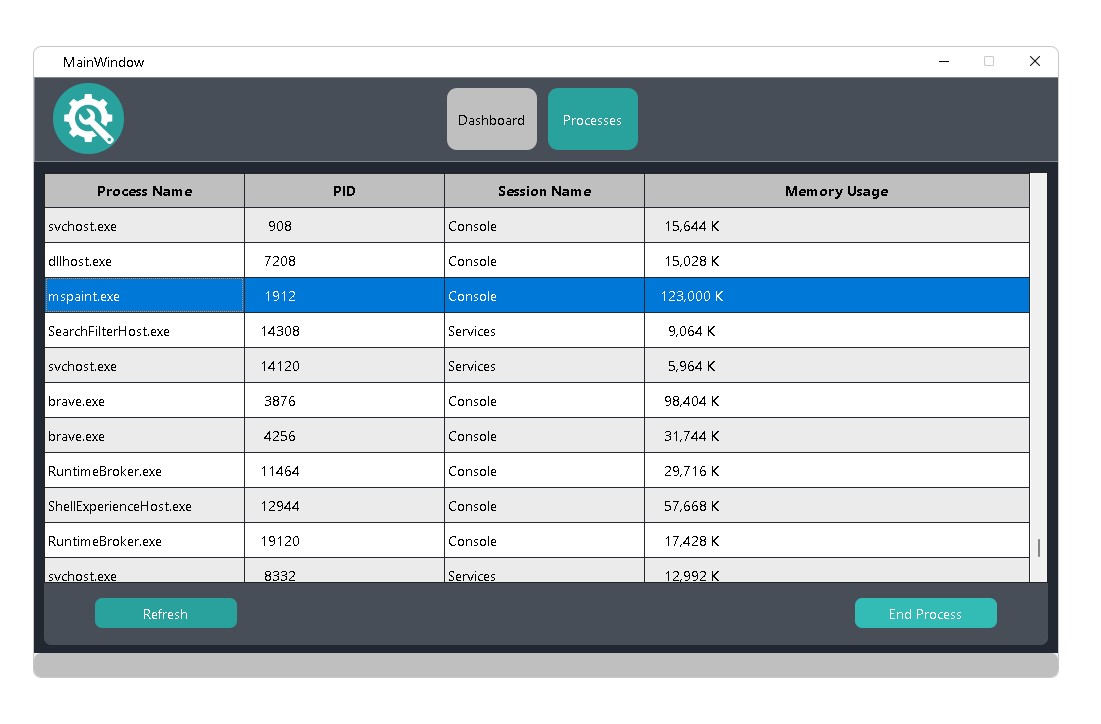 MainWindow
Dashboard Processes
Process Name PID Session Name Memory Usage
svchost.exe 908 Console 15,644 K
dllhost.exe 7208 Console 15,028 K
mspaint.exe 1912 Console 123,000 K
SearchFilterHost.exe 14308 Services 9,064 K
svchost.exe 14120 Services 5,964 K
brave.exe 3876 Console 98,404 K
brave.exe 4256 Console 31,744 K
RuntimeBroker.exe 11464 Console 29,716 K
ShellExperienceHost.exe 12944 Console 57,668 K
RuntimeBroker.exe 19120 Console 17,428 K
svchost.exe 8332 Services 12,992 K
Refresh End Process